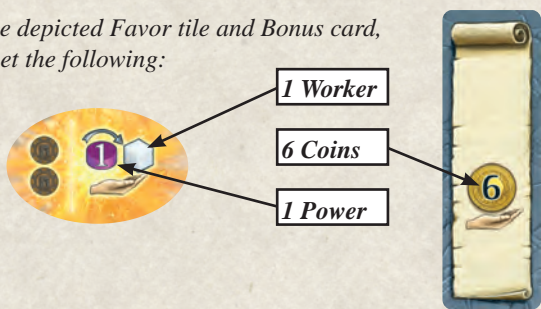 e depicted Favor tile and Bonus card,
et the following:
1 Worker
6 Coins
1 Power
1
6